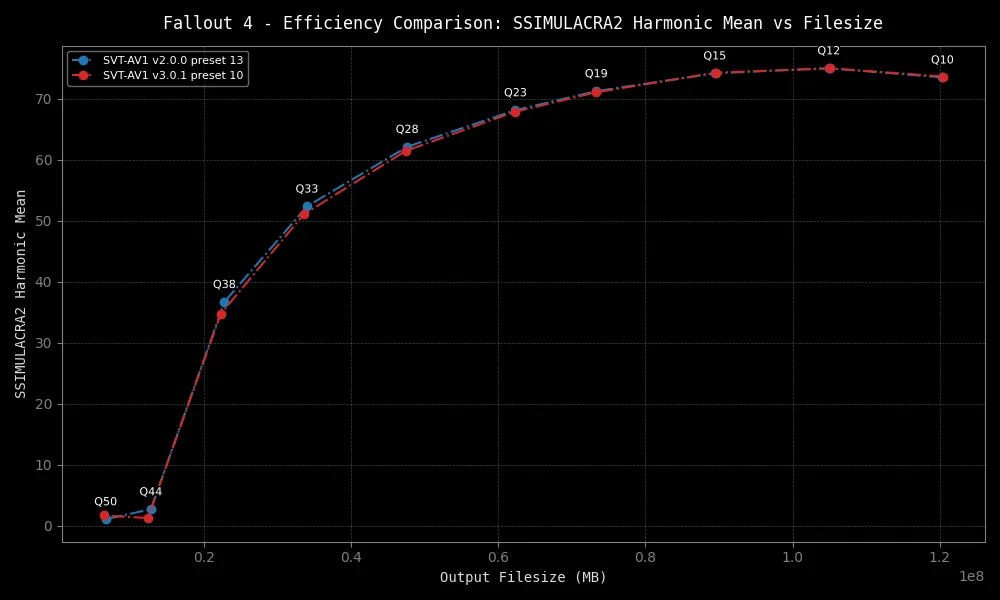 Fallout 4 - Efficiency Comparison: SSIMULACRA2 Harmonic Mean vs Filesize
SVT-AV1 v2.0.0 preset 13
SVT-AV1 v3.0.1 preset 10
Q50
Q44
Q38
Q33
Q28
Q23
Q19
Q15
Q12
Q10
SSIMULACRA2 Harmonic Mean
70
60
50
40
30
20
10
0
0.2
0.4
0.6
0.8
1.0
1.2
1e8
Output Filesize (MB)